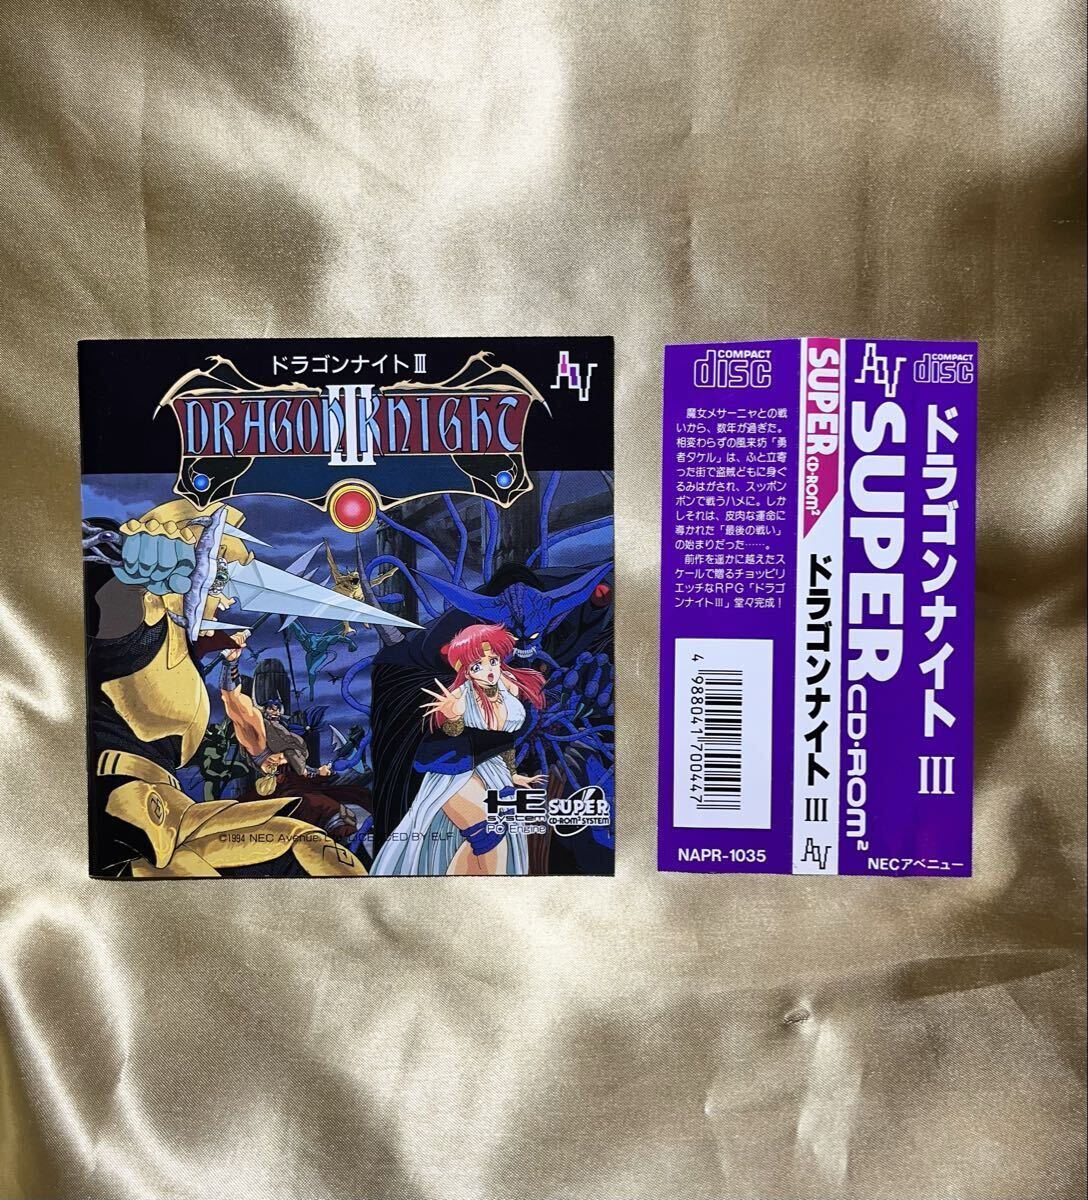 ドラゴンナイトⅢ
AV
DRAGON KNIGHT
III
HE
SYSTEM
PC Engine
SUPER
CD-ROM² SYSTEM
©1994 NEC Avenue, Ltd. LICENSED BY ELF
COMPACT
disc
魔女メサーニャとの戦
いから、数年が過ぎた。
相変わらずの風来坊「勇
者タケル」は、ふと立寄
った街で盗賊どもに身ぐ
るみはがされ、スッポン
ポンで戦うハメに。しか
しそれは、皮肉な運命に
導かれた「最後の戦い」
の始まりだった……。
前作を遥かに越えたス
ケールで贈るチョッピリ
エッチなRPG「ドラゴ
ンナイトⅢ」堂々完成！
4988041700447
NAPR-1035
SUPER
CD-ROM²
ドラゴンナイト III
AV
AV
SUPER
CD-ROM²
COMPACT
disc
ドラゴンナイト III
NECアベニュー